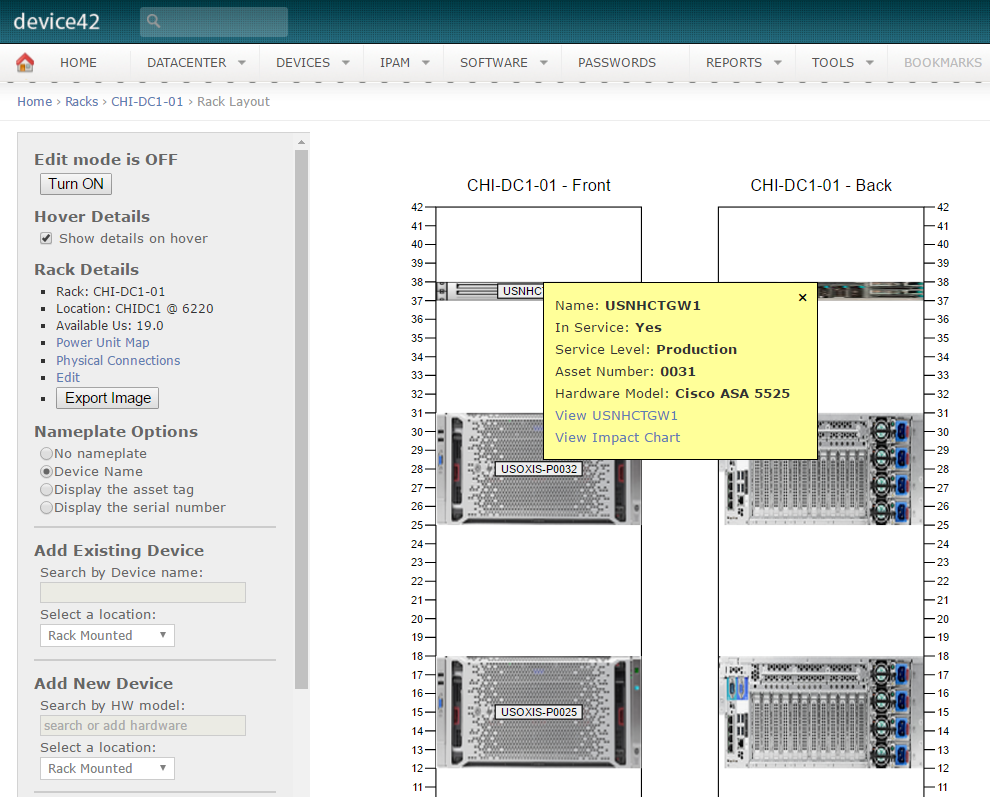 device42
HOME
DATACENTER
DEVICES
IPAM
SOFTWARE
PASSWORDS
REPORTS
TOOLS
BOOKMARKS
Home › Racks › CHI-DC1-01 › Rack Layout
Edit mode is OFF
Turn ON
Hover Details
Show details on hover
Rack Details
Rack: CHI-DC1-01
Location: CHIDC1 @ 6220
Available Us: 19.0
Power Unit Map
Physical Connections
Edit
Export Image
Nameplate Options
No nameplate
Device Name
Display the asset tag
Display the serial number
Add Existing Device
Search by Device name:
Select a location:
Rack Mounted
Add New Device
Search by HW model:
search or add hardware
Select a location:
Rack Mounted
CHI-DC1-01 - Front
42
41
40
39
38
37
36
35
34
33
32
31
30
29
28
27
26
25
24
23
22
21
20
19
18
17
16
15
14
13
12
11
USNHCT
USOXIS-P0032
USOXIS-P0025
Name: USNHCTGW1
×
In Service: Yes
Service Level: Production
Asset Number: 0031
Hardware Model: Cisco ASA 5525
View USNHCTGW1
View Impact Chart
CHI-DC1-01 - Back
42
41
40
39
38
37
36
35
34
33
32
31
30
29
28
27
26
25
24
23
22
21
20
19
18
17
16
15
14
13
12
11